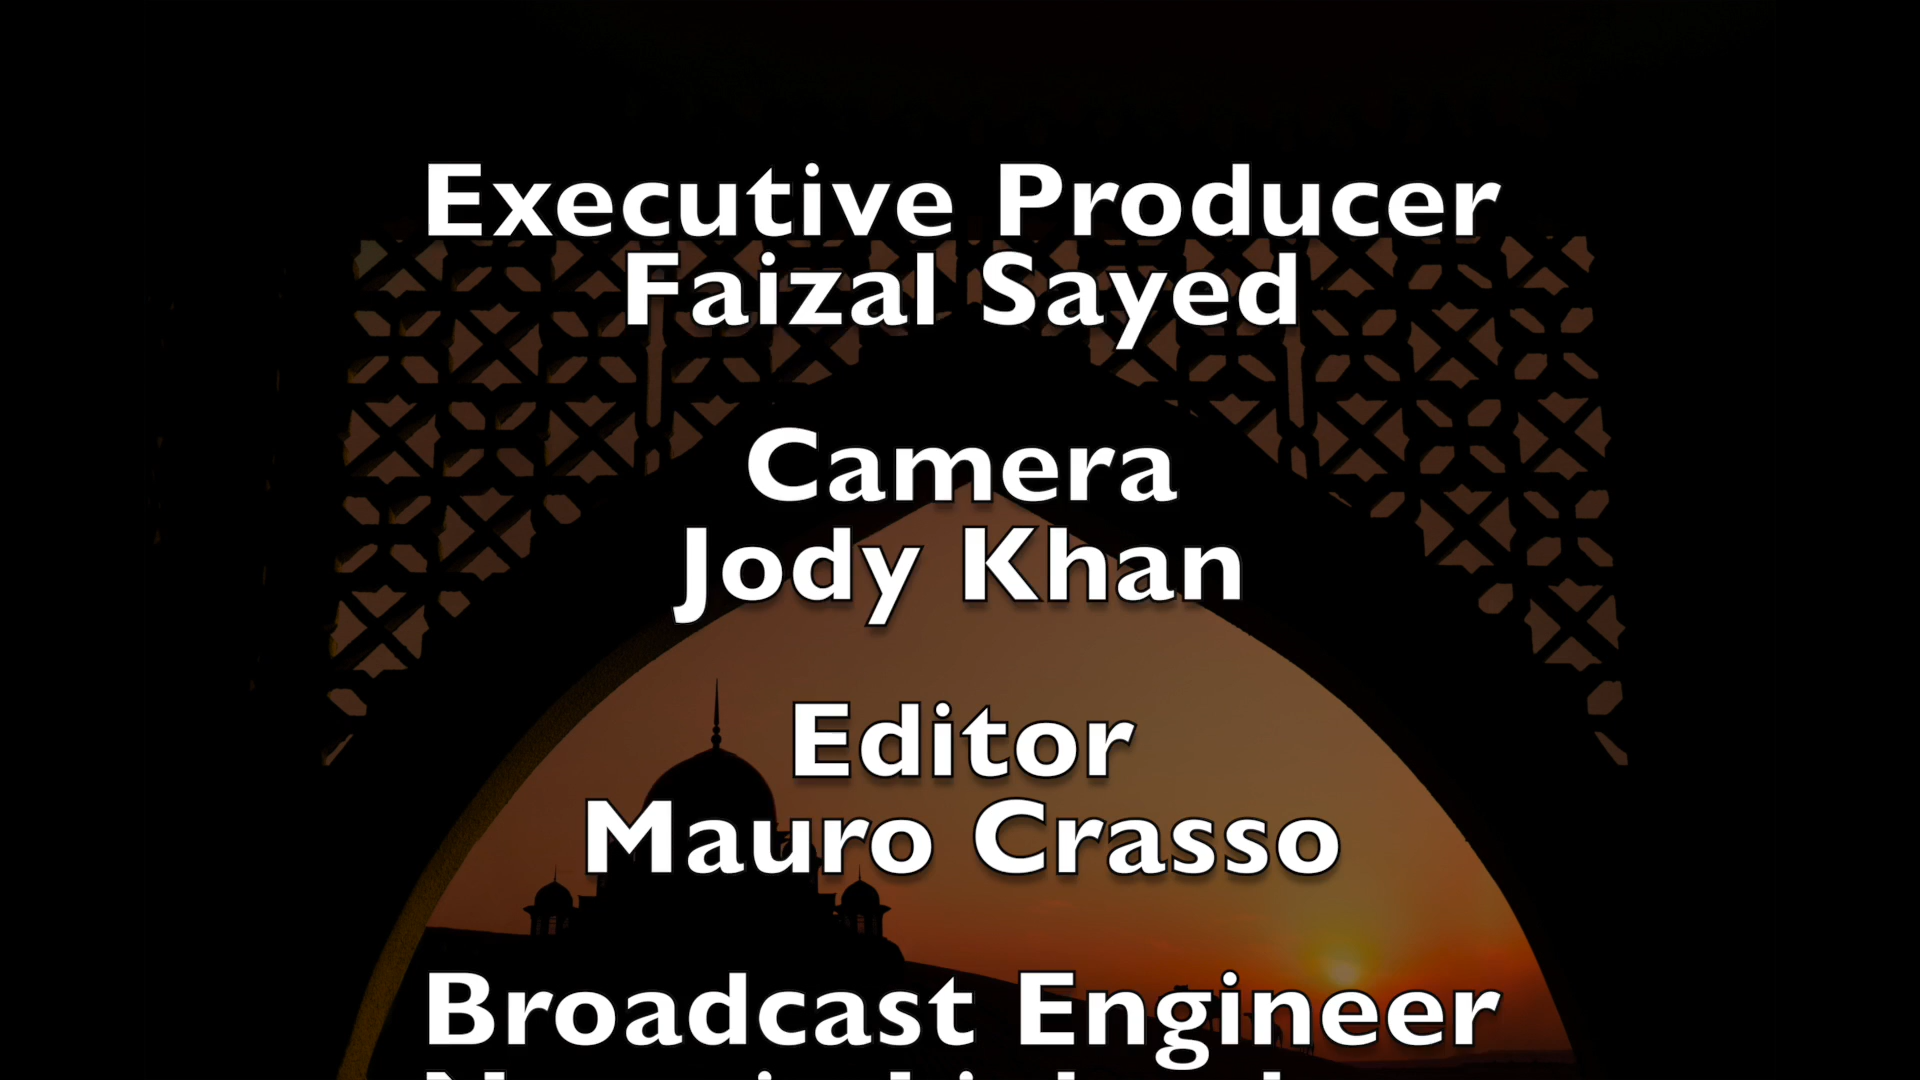 Executive Producer
Faizal Sayed
Camera
Jody Khan
Editor
Mauro Crasso
Broadcast Engineer